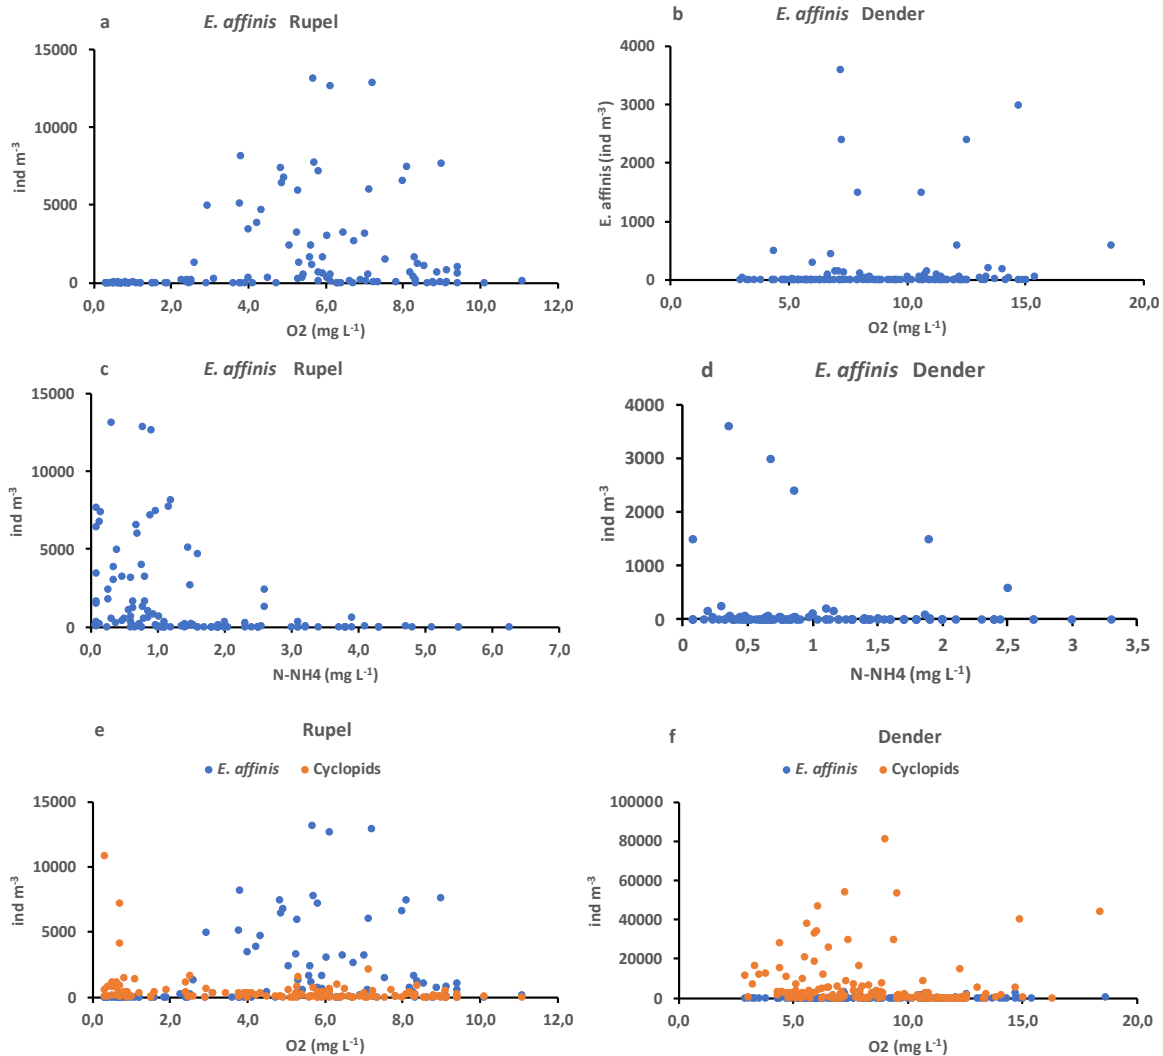 a E. affinis Rupel
15000
10000
5000
0
ind m-3
0,0 2,0 4,0 6,0 8,0 10,0 12,0
O2 (mg L-1)
b E. affinis Dender
4000
3000
2000
1000
0
E. affinis (ind m-3)
0,0 5,0 10,0 15,0 20,0
O2 (mg L-1)
c E. affinis Rupel
15000
10000
5000
0
ind m-3
0,0 1,0 2,0 3,0 4,0 5,0 6,0 7,0
N-NH4 (mg L-1)
d E. affinis Dender
4000
3000
2000
1000
0
ind m-3
0 0,5 1 1,5 2 2,5 3 3,5
N-NH4 (mg L-1)
e Rupel
E. affinis Cyclopids
15000
10000
5000
0
ind m-3
0,0 2,0 4,0 6,0 8,0 10,0 12,0
O2 (mg L-1)
f Dender
E. affinis Cyclopids
100000
80000
60000
40000
20000
0
ind m-3
0,0 5,0 10,0 15,0 20,0
O2 (mg L-1)